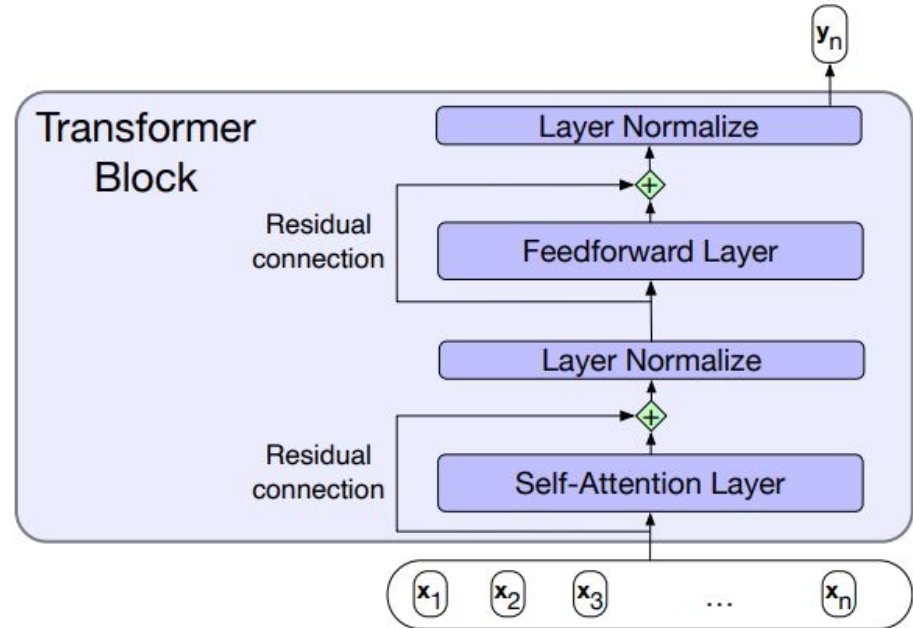 yn
Transformer
Block
Layer Normalize
+
Residual
connection
Feedforward Layer
Layer Normalize
+
Residual
connection
Self-Attention Layer
x1 x2 x3 ... xn